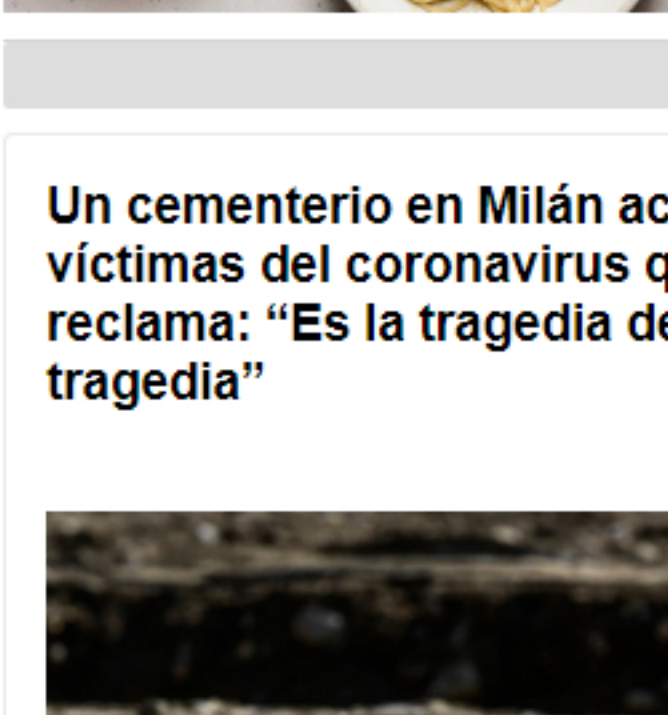 Un cementerio en Milán ac
víctimas del coronavirus q
reclama: “Es la tragedia de
tragedia”